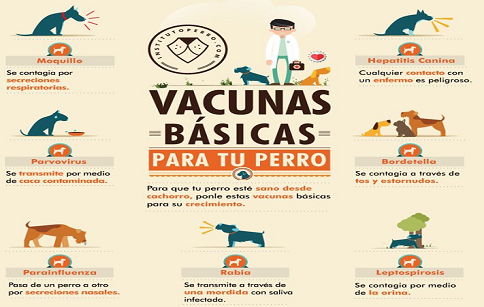 INSTITUTOPERRO.COM
VACUNAS
BÁSICAS
PARA TU PERRO
Para que tu perro esté sano desde
cachorro, ponle estas vacunas básicas
para su crecimiento.
Moquillo
Se contagia por
secreciones
respiratorias.
Parvovirus
Se transmite por medio
de caca contaminada.
Parainfluenza
Pasa de un perro a otro
por secreciones nasales.
Rabia
Se transmite a través de
una mordida con saliva
infectada.
Hepatitis Canina
Cualquier contacto con
un enfermo es peligroso.
Bordetella
Se contagia a través de
tos y estornudos.
Leptospirosis
Se contagia por medio de
la orina.